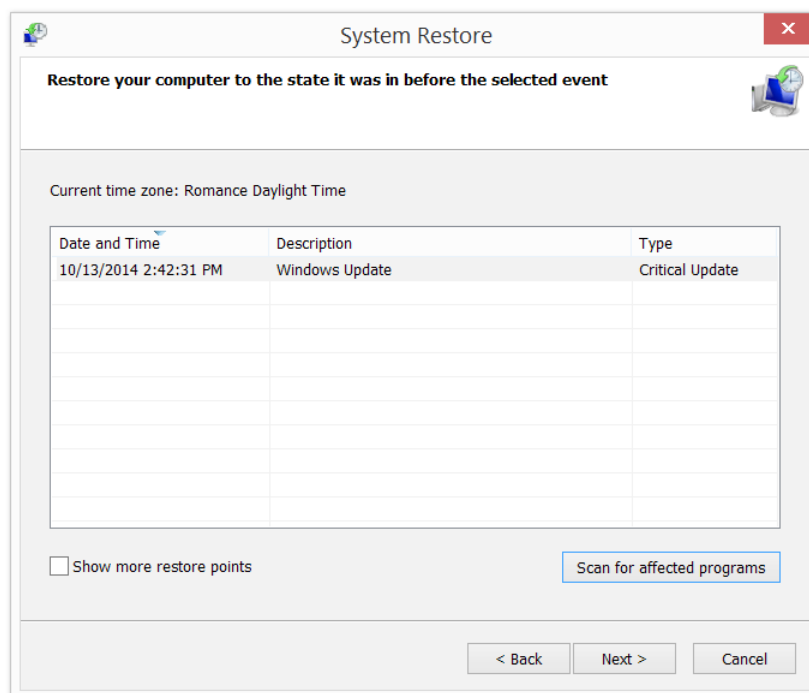 System Restore
Restore your computer to the state it was in before the selected event
Current time zone: Romance Daylight Time
Date and Time Description Type
10/13/2014 2:42:31 PM Windows Update Critical Update
Show more restore points
Scan for affected programs
< Back Next > Cancel